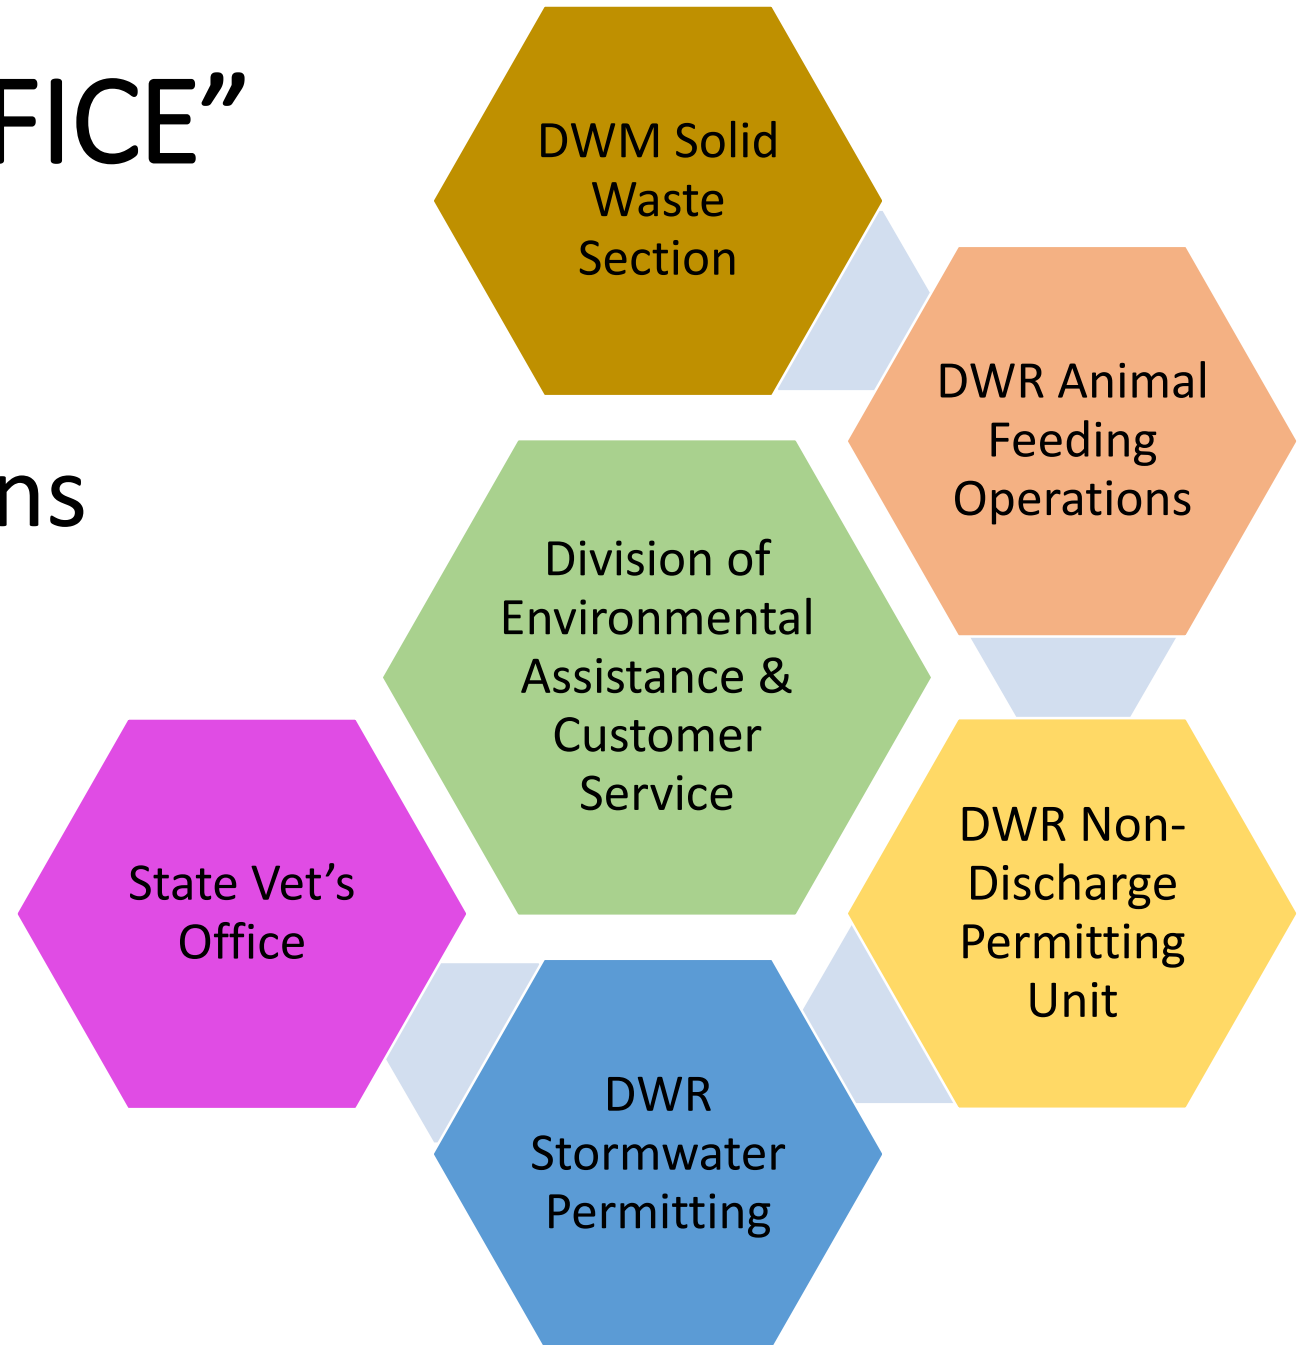 FICE”
ns
DWM Solid
Waste
Section
DWR Animal
Feeding
Operations
Division of
Environmental
Assistance &
Customer
Service
DWR Non-
Discharge
Permitting
Unit
State Vet’s
Office
DWR
Stormwater
Permitting